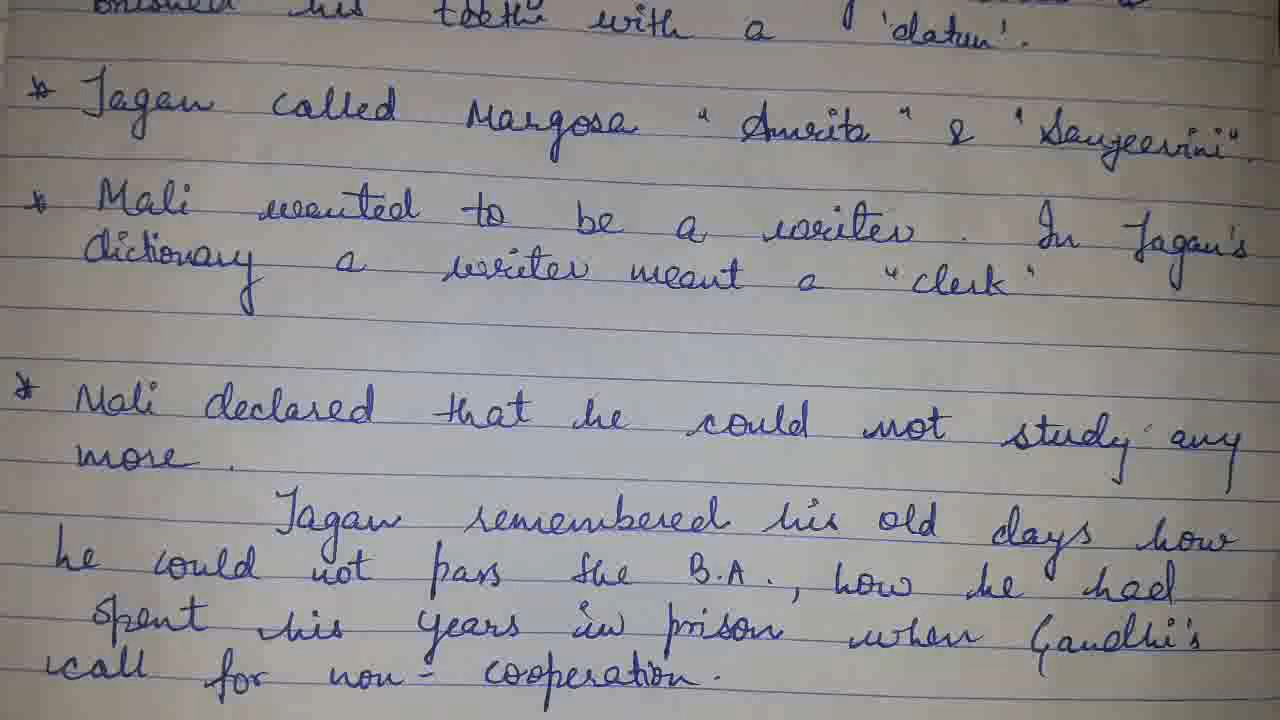 his tooth with a 'datun'.
* Jagan called Margosa "Amrita" & "Sanjeevini".
* Mali wanted to be a writer. In Jagan's
dictionary a writer meant a "clerk"
* Mali declared that he could not study any
more.
Jagan remembered his old days how
he could not pass the B.A., how he had
spent his years in prison when Gandhi's
call for non-cooperation.